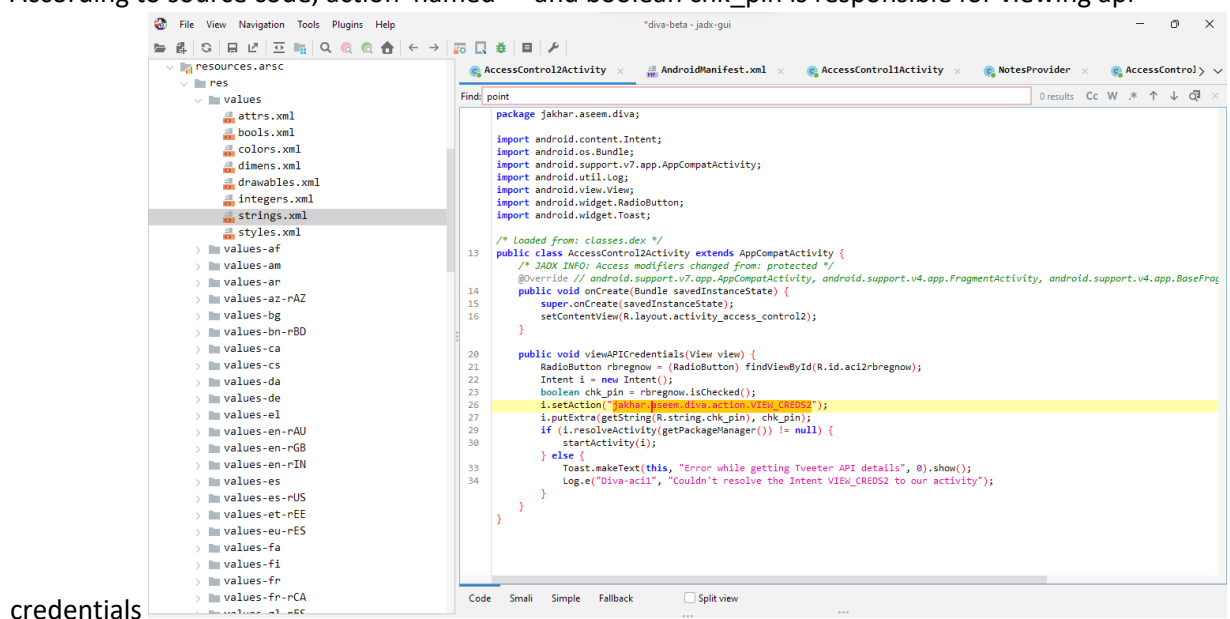 According to source code, action named "" and boolean chk_pin is responsible for viewing api
File View Navigation Tools Plugins Help
*diva-beta - jadx-gui
resources.arsc
res
values
attrs.xml
bools.xml
colors.xml
dimens.xml
drawables.xml
integers.xml
strings.xml
styles.xml
values-af
values-am
values-ar
values-az-rAZ
values-bg
values-bn-rBD
values-ca
values-cs
values-da
values-de
values-el
values-en-rAU
values-en-rGB
values-en-rIN
values-es
values-es-rUS
values-et-rEE
values-eu-rES
values-fa
values-fi
values-fr
values-fr-rCA
values-gl-rES
AccessControl2Activity AndroidManifest.xml AccessControl1Activity NotesProvider AccessControl
Find: point 0 results Cc W .*
package jakhar.aseem.diva;
import android.content.Intent;
import android.os.Bundle;
import android.support.v7.app.AppCompatActivity;
import android.util.Log;
import android.view.View;
import android.widget.RadioButton;
import android.widget.Toast;
/* loaded from: classes.dex */
13 public class AccessControl2Activity extends AppCompatActivity {
/* JADX INFO: Access modifiers changed from: protected */
@Override // android.support.v7.app.AppCompatActivity, android.support.v4.app.FragmentActivity, android.support.v4.app.BaseFrag
14 public void onCreate(Bundle savedInstanceState) {
15 super.onCreate(savedInstanceState);
16 setContentView(R.layout.activity_access_control2);
}
20 public void viewAPICredentials(View view) {
21 RadioButton rbregnow = (RadioButton) findViewById(R.id.aci2rbregnow);
22 Intent i = new Intent();
23 boolean chk_pin = rbregnow.isChecked();
26 i.setAction("jakhar.aseem.diva.action.VIEW_CREDS2");
27 i.putExtra(getString(R.string.chk_pin), chk_pin);
29 if (i.resolveActivity(getPackageManager()) != null) {
30 startActivity(i);
} else {
33 Toast.makeText(this, "Error while getting Tveeter API details", 0).show();
34 Log.e("Diva-aci1", "Couldn't resolve the Intent VIEW_CREDS2 to our activity");
}
}
}
Code Smali Simple Fallback Split view
credentials